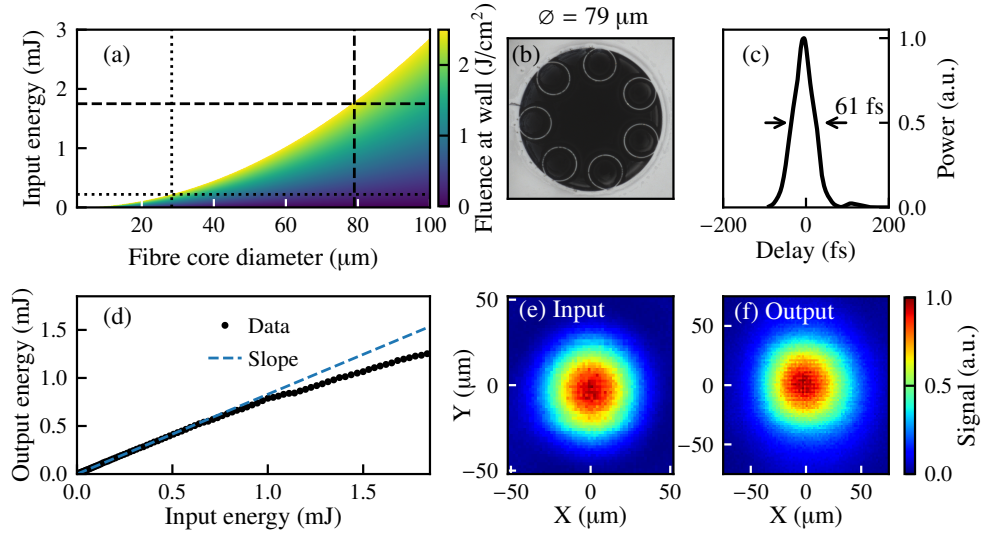 ∅ = 79 μm
(a)
3
2
1
0
Input energy (mJ)
20 40 60 80 100
Fibre core diameter (μm)
2
1
0
Fluence at wall (J/cm²)
(b)
(c)
61 fs
1.0
0.5
0.0
Power (a.u.)
−200 0 200
Delay (fs)
(d)
Data
Slope
1.5
1.0
0.5
0.0
Output energy (mJ)
0.0 0.5 1.0 1.5
Input energy (mJ)
(e) Input
50
0
−50
Y (μm)
−50 0 50
X (μm)
(f) Output
50
0
−50
−50 0 50
X (μm)
1.0
0.5
0.0
Signal (a.u.)